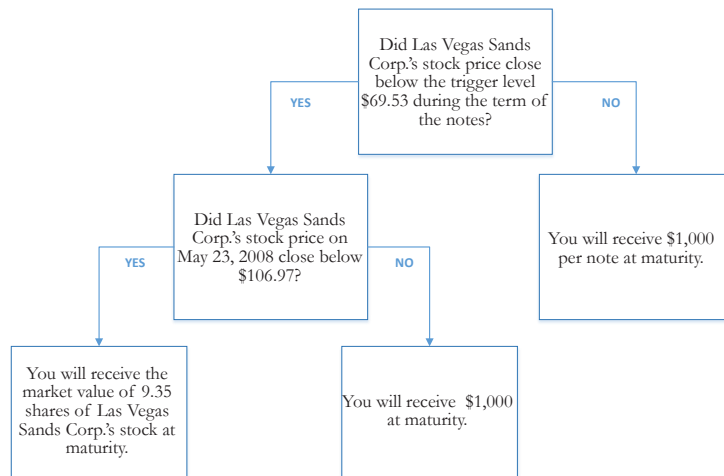 Did Las Vegas Sands
Corp.'s stock price close
below the trigger level
$69.53 during the term of
the notes?
YES
NO
Did Las Vegas Sands
Corp.'s stock price on
May 23, 2008 close below
$106.97?
You will receive $1,000
per note at maturity.
YES
NO
You will receive the
market value of 9.35
shares of Las Vegas
Sands Corp.'s stock at
maturity.
You will receive $1,000
at maturity.